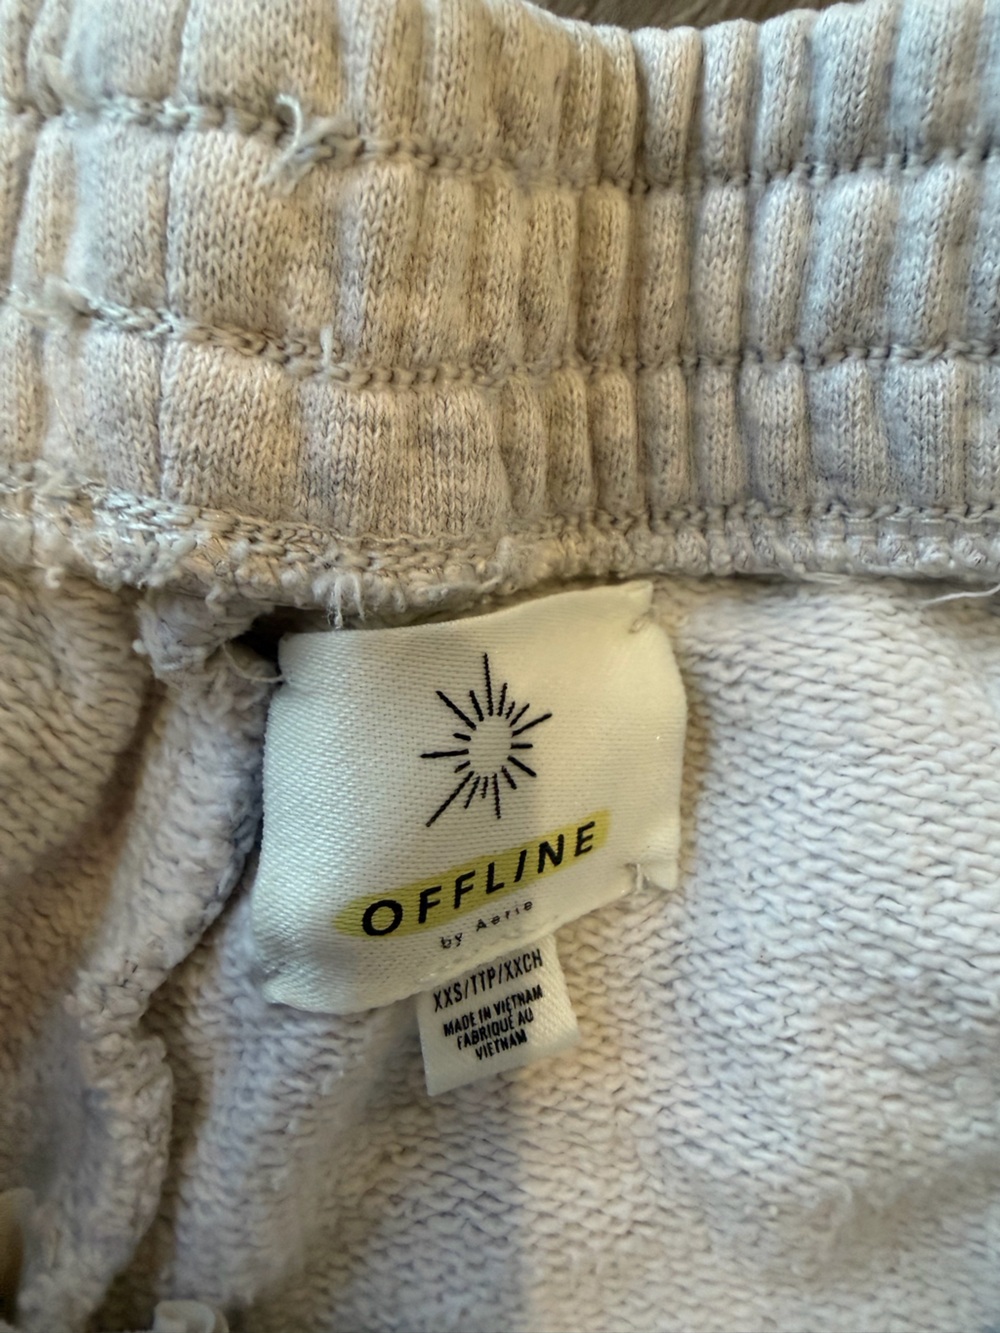 OFFLINE
by Aerie
XXS/TTP/XXCH
MADE IN VIETNAM
FABRIQUÉ AU
VIETNAM